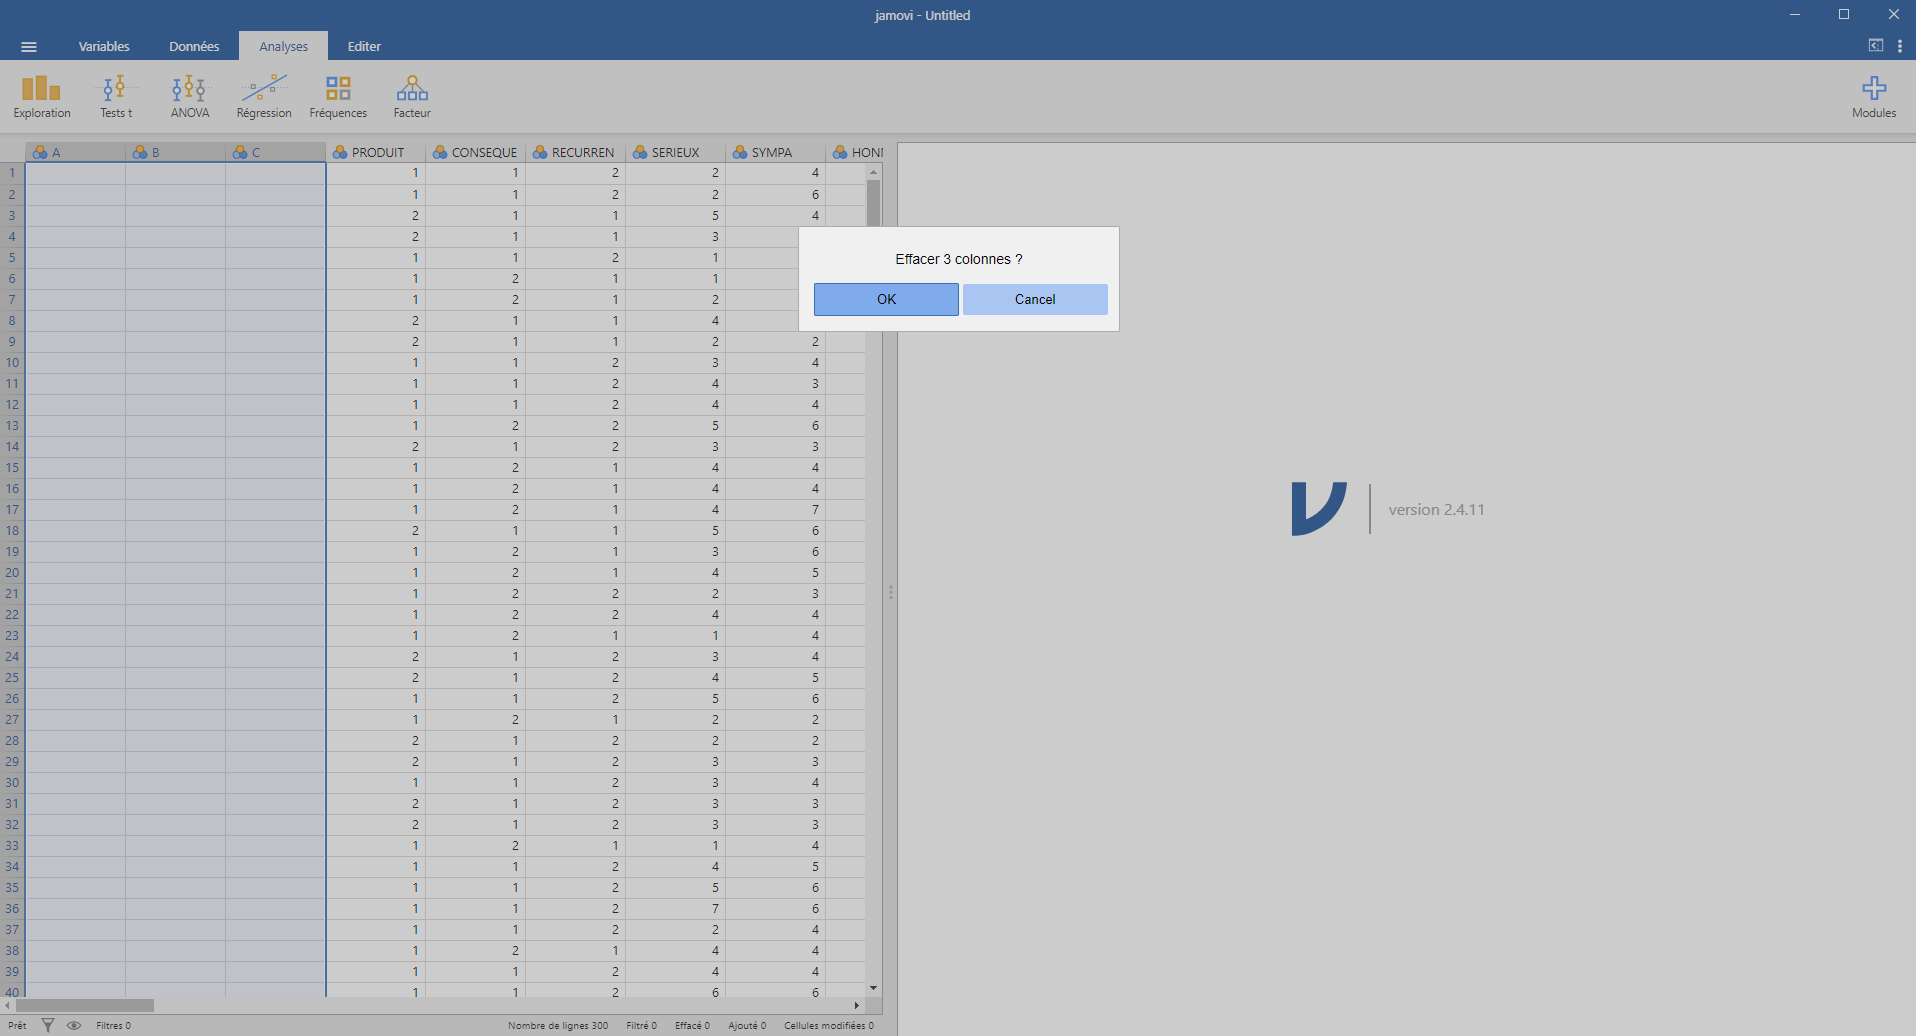 jamovi - Untitled
Variables Données Analyses Editer
Exploration Tests t ANOVA Régression Fréquences Facteur Modules
A B C PRODUIT CONSEQUE RECURREN SERIEUX SYMPA HONN
1 1 1 2 2 4
2 1 1 2 2 6
3 2 1 1 5 4
4 2 1 1 3
5 1 1 2 1
6 1 2 1 1
7 1 2 1 2
8 2 1 1 4
9 2 1 1 2 2
10 1 1 2 3 4
11 1 1 2 4 3
12 1 1 2 4 4
13 1 2 2 5 6
14 2 1 2 3 3
15 1 2 1 4 4
16 1 2 1 4 4
17 1 2 1 4 7
18 2 1 1 5 6
19 1 2 1 3 6
20 1 2 1 4 5
21 1 2 2 2 3
22 1 2 2 4 4
23 1 2 1 1 4
24 2 1 2 3 4
25 2 1 2 4 5
26 1 1 2 5 6
27 1 2 1 2 2
28 2 1 2 2 2
29 2 1 2 3 3
30 1 1 2 3 4
31 2 1 2 3 3
32 2 1 2 3 3
33 1 2 1 1 4
34 1 1 2 4 5
35 1 1 2 5 6
36 1 1 2 7 6
37 1 1 2 2 4
38 1 2 1 4 4
39 1 1 2 4 4
40 1 1 2 6 6
Effacer 3 colonnes ?
OK Cancel
version 2.4.11
Prêt Filtres 0 Nombre de lignes 300 Filtré 0 Effacé 0 Ajouté 0 Cellules modifiées 0